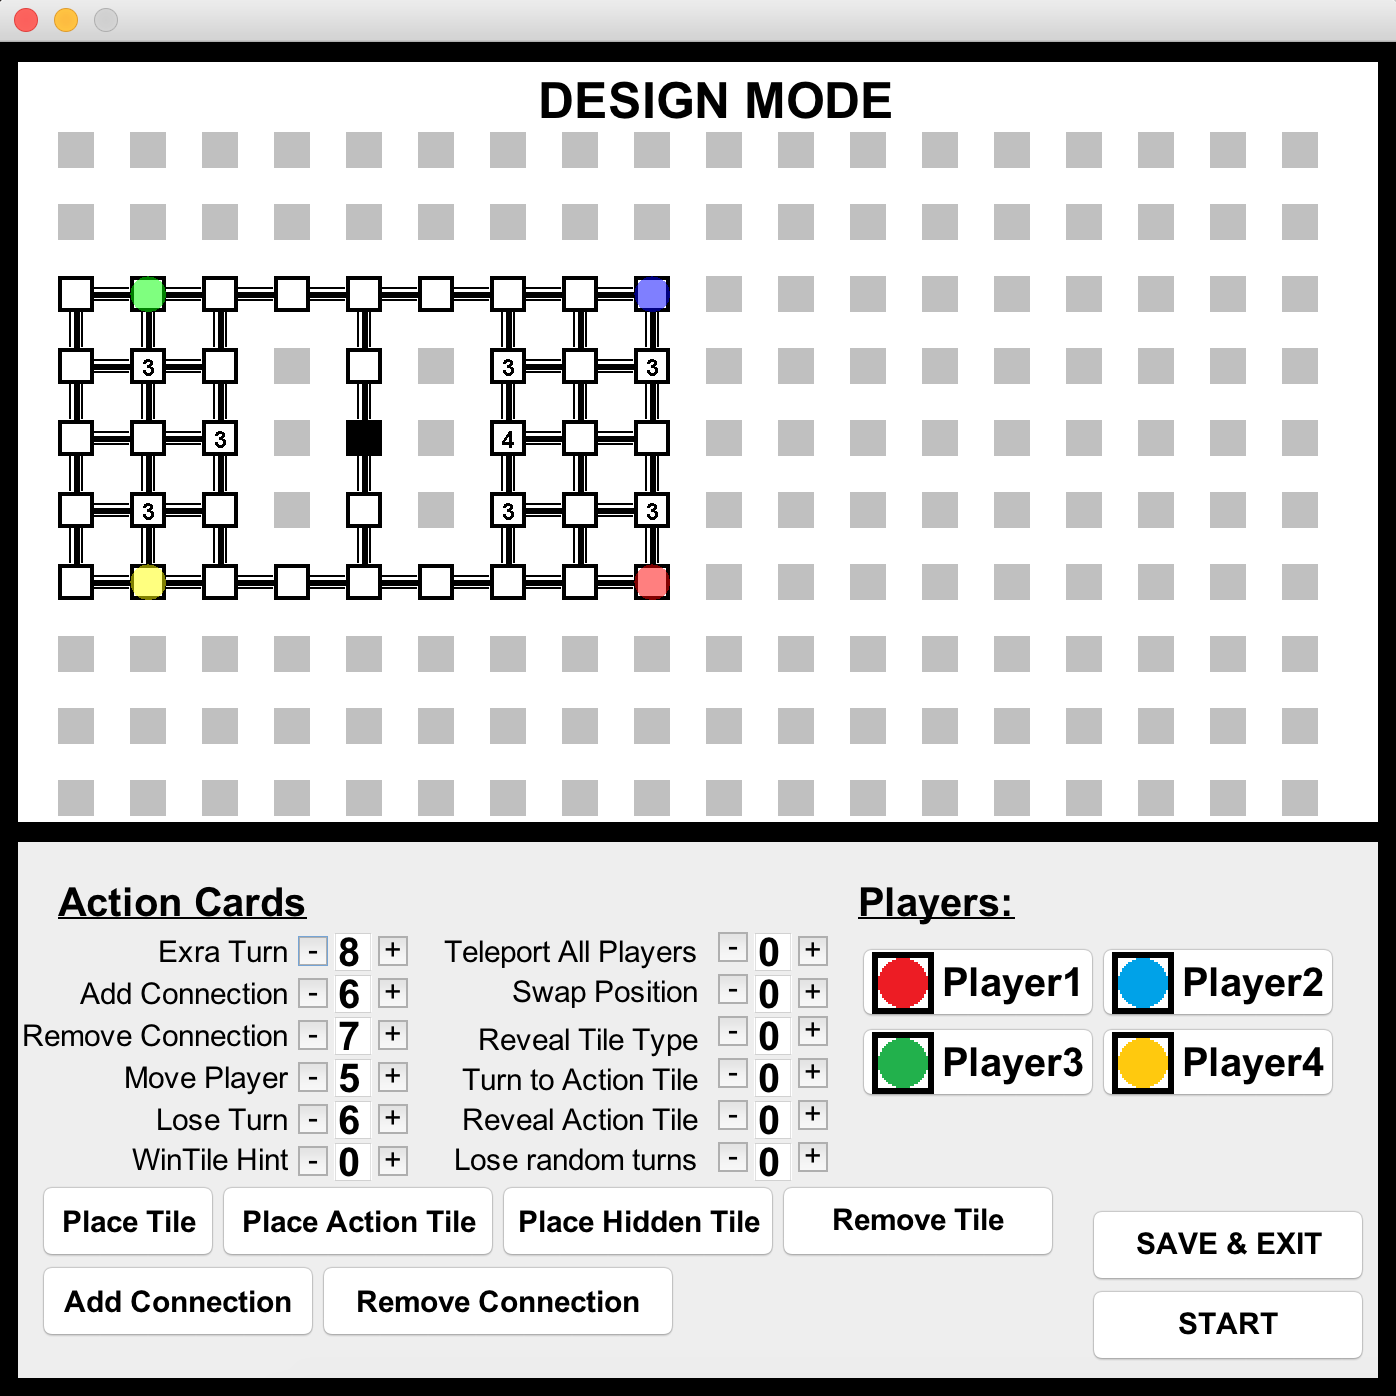 DESIGN MODE
3 3 3
3 4
3 3 3
Action Cards
Exra Turn - 8 +
Add Connection - 6 +
Remove Connection - 7 +
Move Player - 5 +
Lose Turn - 6 +
WinTile Hint - 0 +
Teleport All Players - 0 +
Swap Position - 0 +
Reveal Tile Type - 0 +
Turn to Action Tile - 0 +
Reveal Action Tile - 0 +
Lose random turns - 0 +
Players:
Player1 Player2
Player3 Player4
Place Tile Place Action Tile Place Hidden Tile Remove Tile
Add Connection Remove Connection
SAVE & EXIT
START